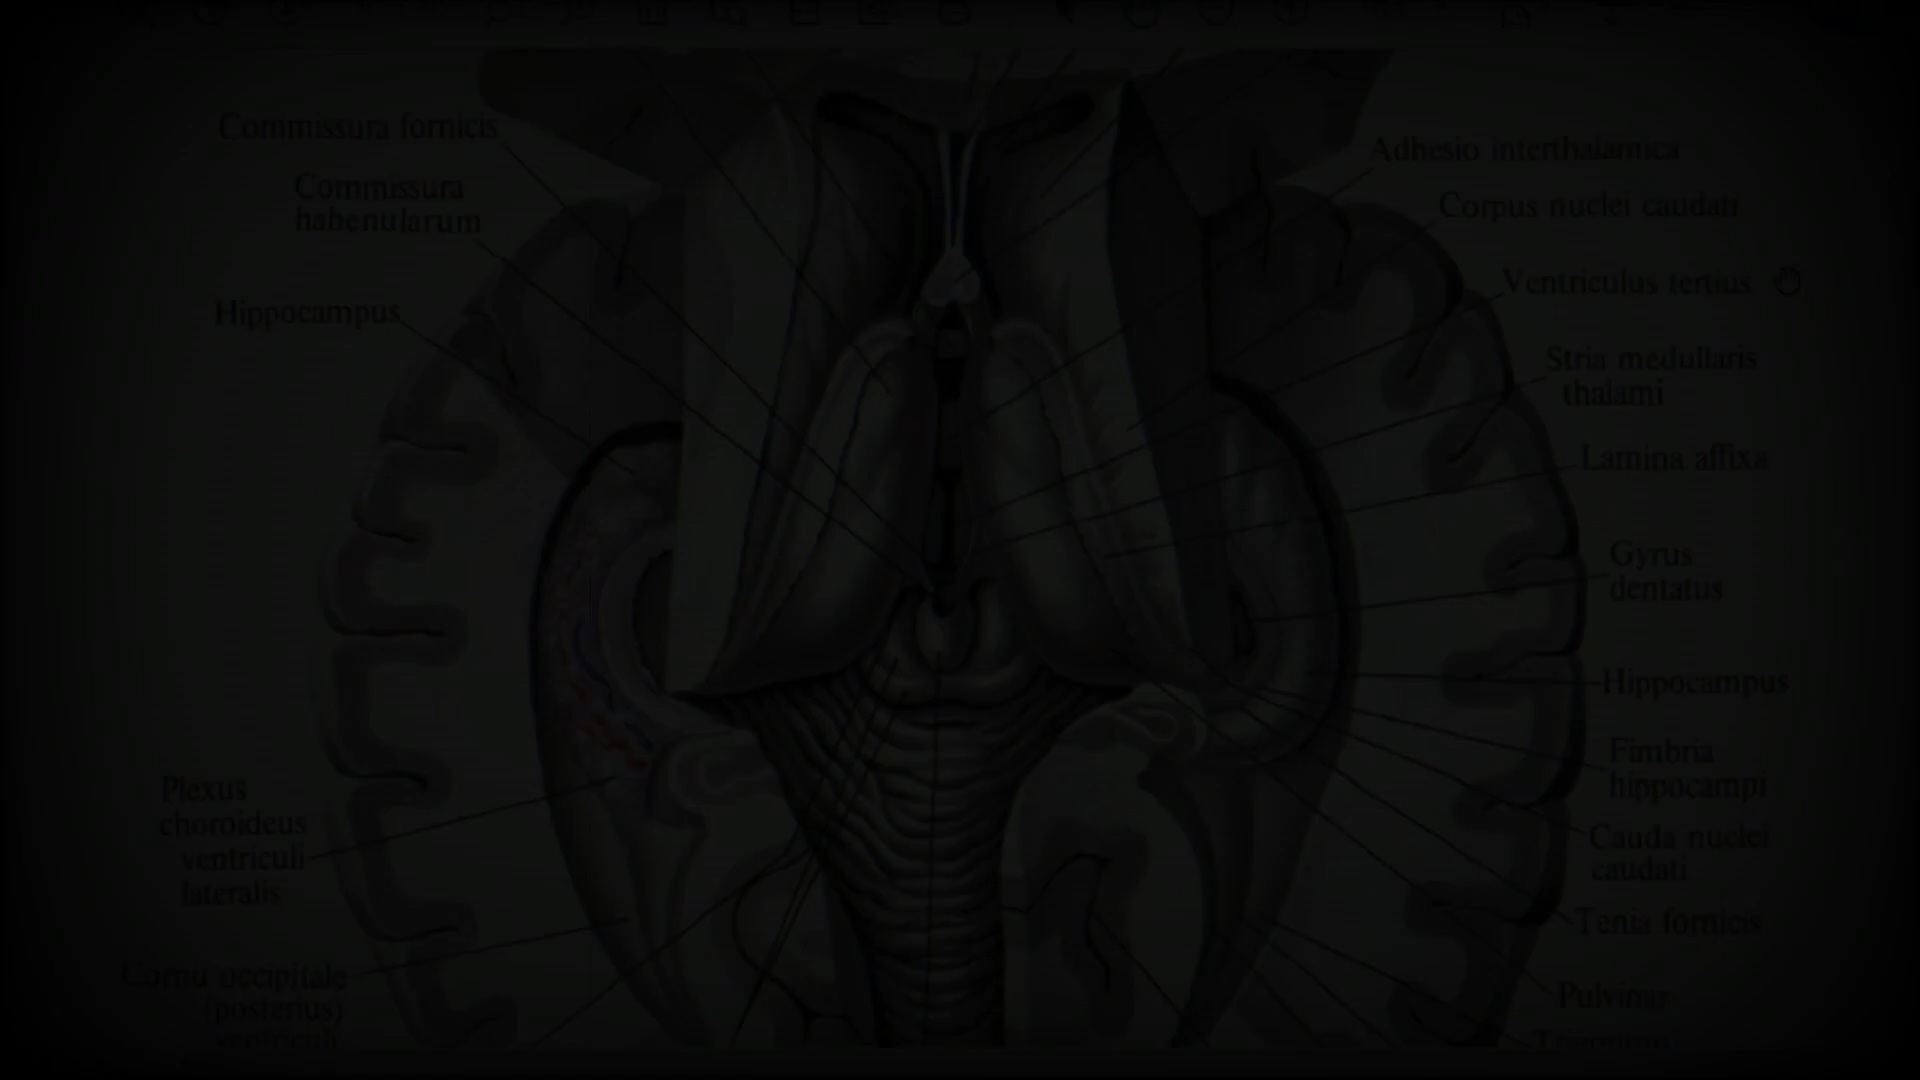 Commissura fornicis
Commissura
habenularum
Hippocampus
Plexus
choroideus
ventriculi
lateralis
Cornu occipitale
(posterius)
ventriculi
Adhesio interthalamica
Corpus nuclei caudati
Ventriculus tertius
Stria medullaris
thalami
Lamina affixa
Gyrus
dentatus
Hippocampus
Fimbria
hippocampi
Cauda nuclei
caudati
Tenia fornicis
Pulvinar